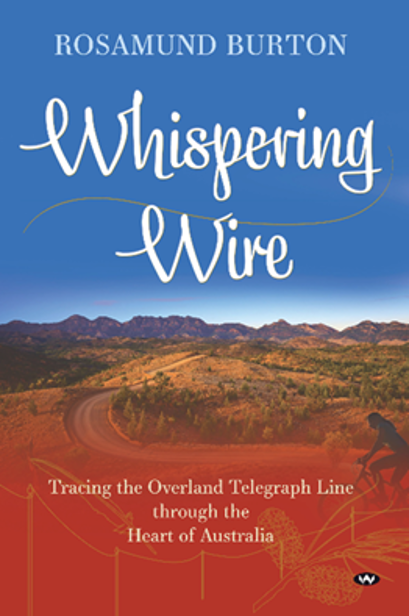 ROSAMUND BURTON
Whispering
Wire
Tracing the Overland Telegraph Line
through the
Heart of Australia